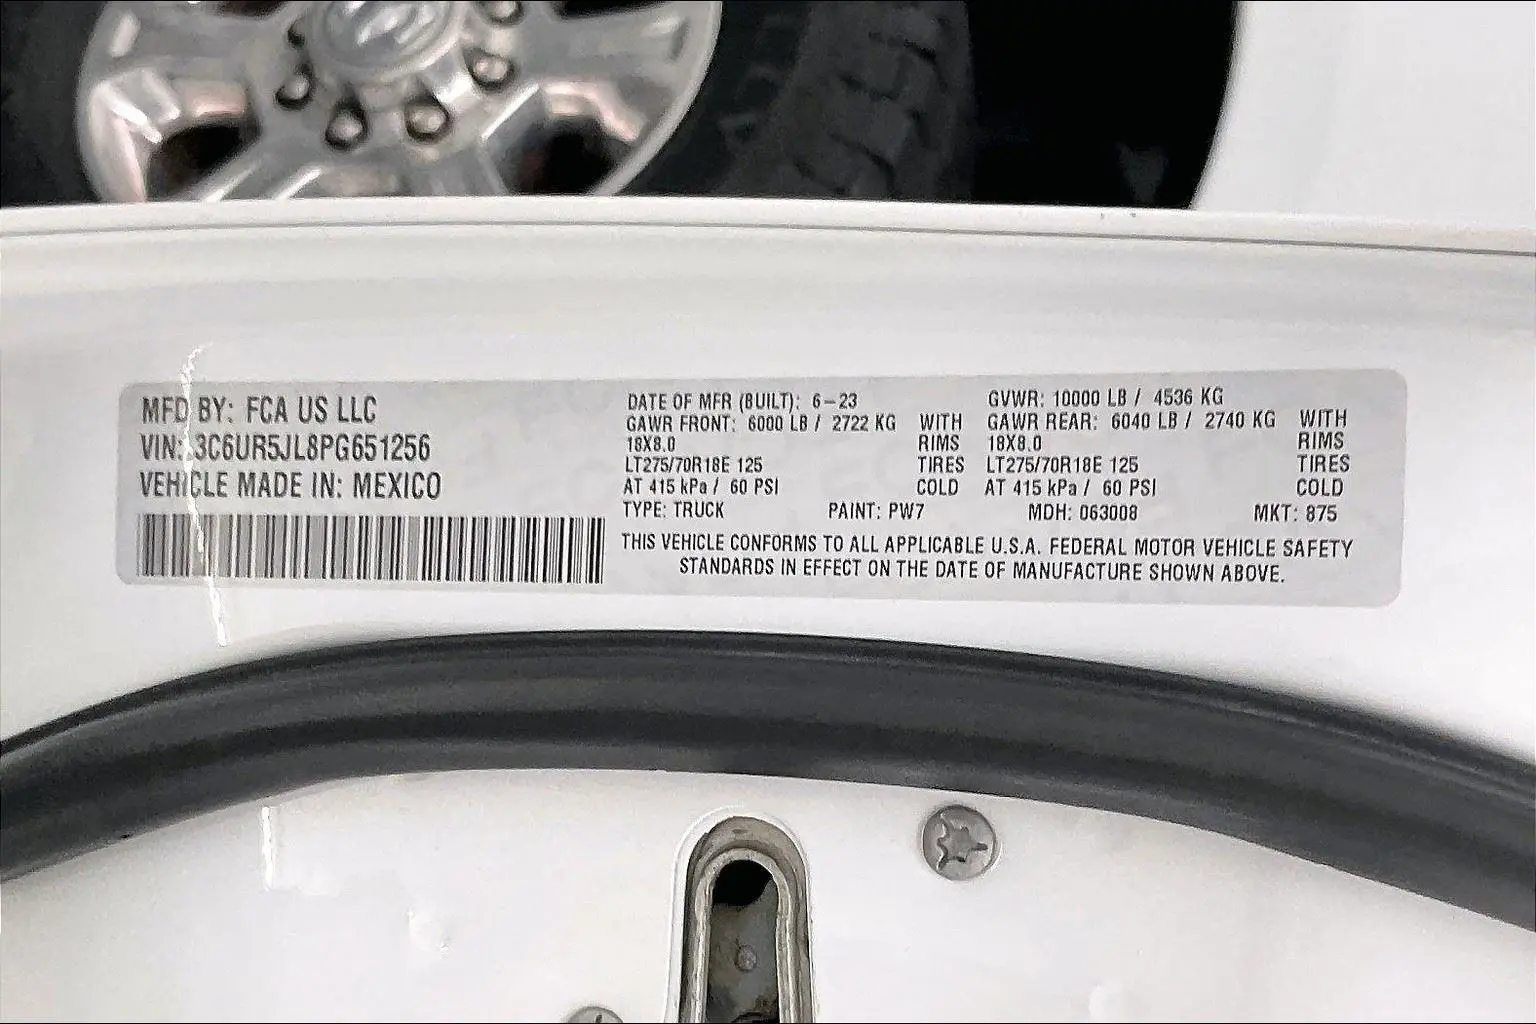 MFD BY: FCA US LLC
VIN: 3C6UR5JL8PG651256
VEHICLE MADE IN: MEXICO
DATE OF MFR (BUILT): 6-23 GVWR: 10000 LB / 4536 KG
GAWR FRONT: 6000 LB / 2722 KG WITH GAWR REAR: 6040 LB / 2740 KG WITH
18X8.0 RIMS 18X8.0 RIMS
LT275/70R18E 125 TIRES LT275/70R18E 125 TIRES
AT 415 kPa / 60 PSI COLD AT 415 kPa / 60 PSI COLD
TYPE: TRUCK PAINT: PW7 MDH: 063008 MKT: 875
THIS VEHICLE CONFORMS TO ALL APPLICABLE U.S.A. FEDERAL MOTOR VEHICLE SAFETY
STANDARDS IN EFFECT ON THE DATE OF MANUFACTURE SHOWN ABOVE.